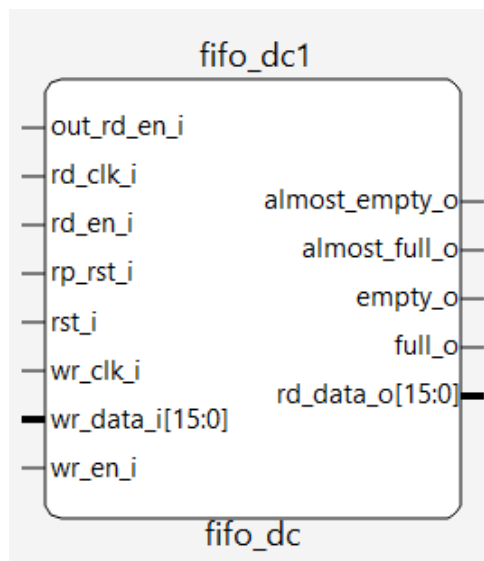 fifo_dc1
out_rd_en_i
rd_clk_i
rd_en_i
rp_rst_i
rst_i
wr_clk_i
wr_data_i[15:0]
wr_en_i
almost_empty_o
almost_full_o
empty_o
full_o
rd_data_o[15:0]
fifo_dc